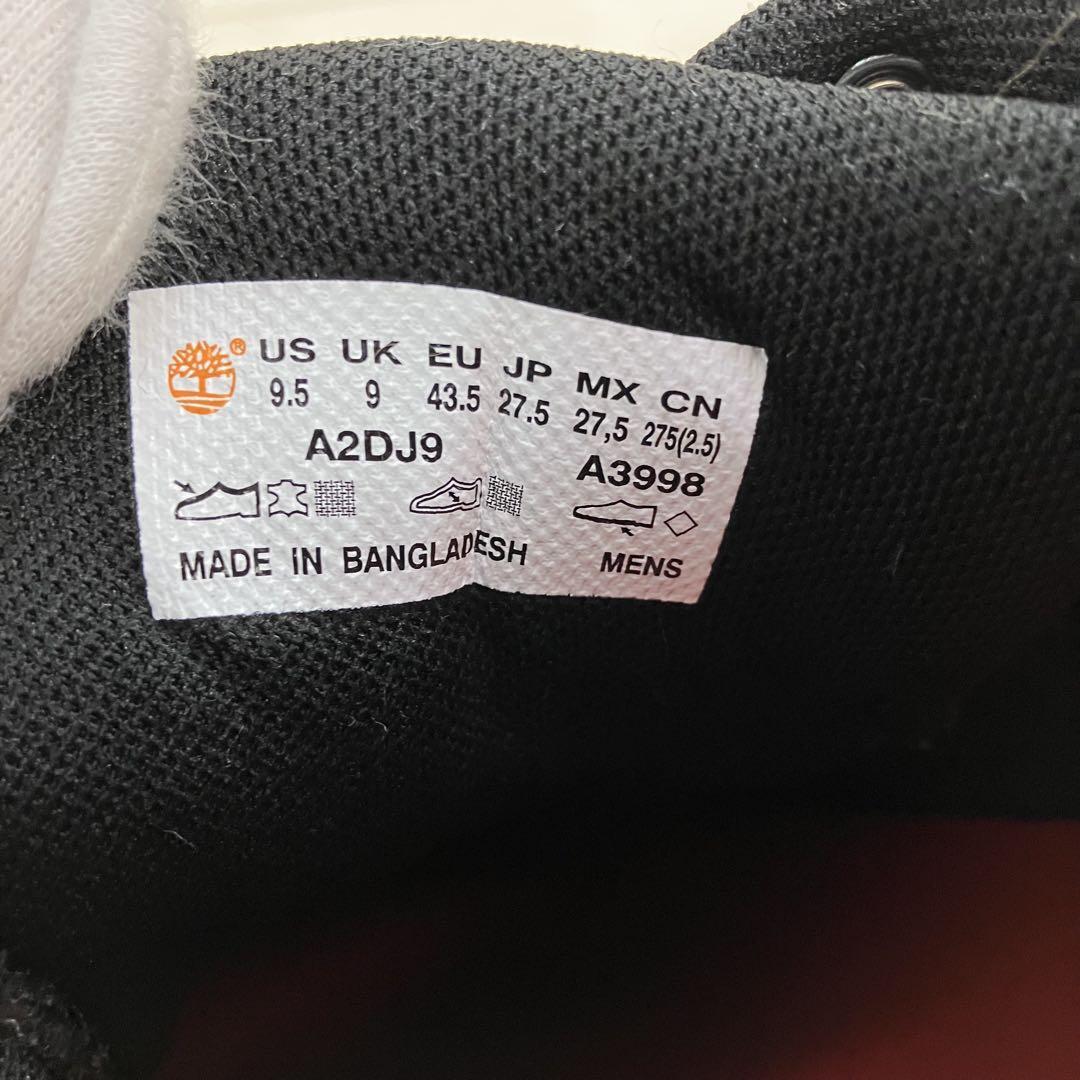 ® US UK EU JP MX CN
9.5 9 43.5 27.5 27,5 275(2.5)
A2DJ9 A3998
MADE IN BANGLADESH MENS